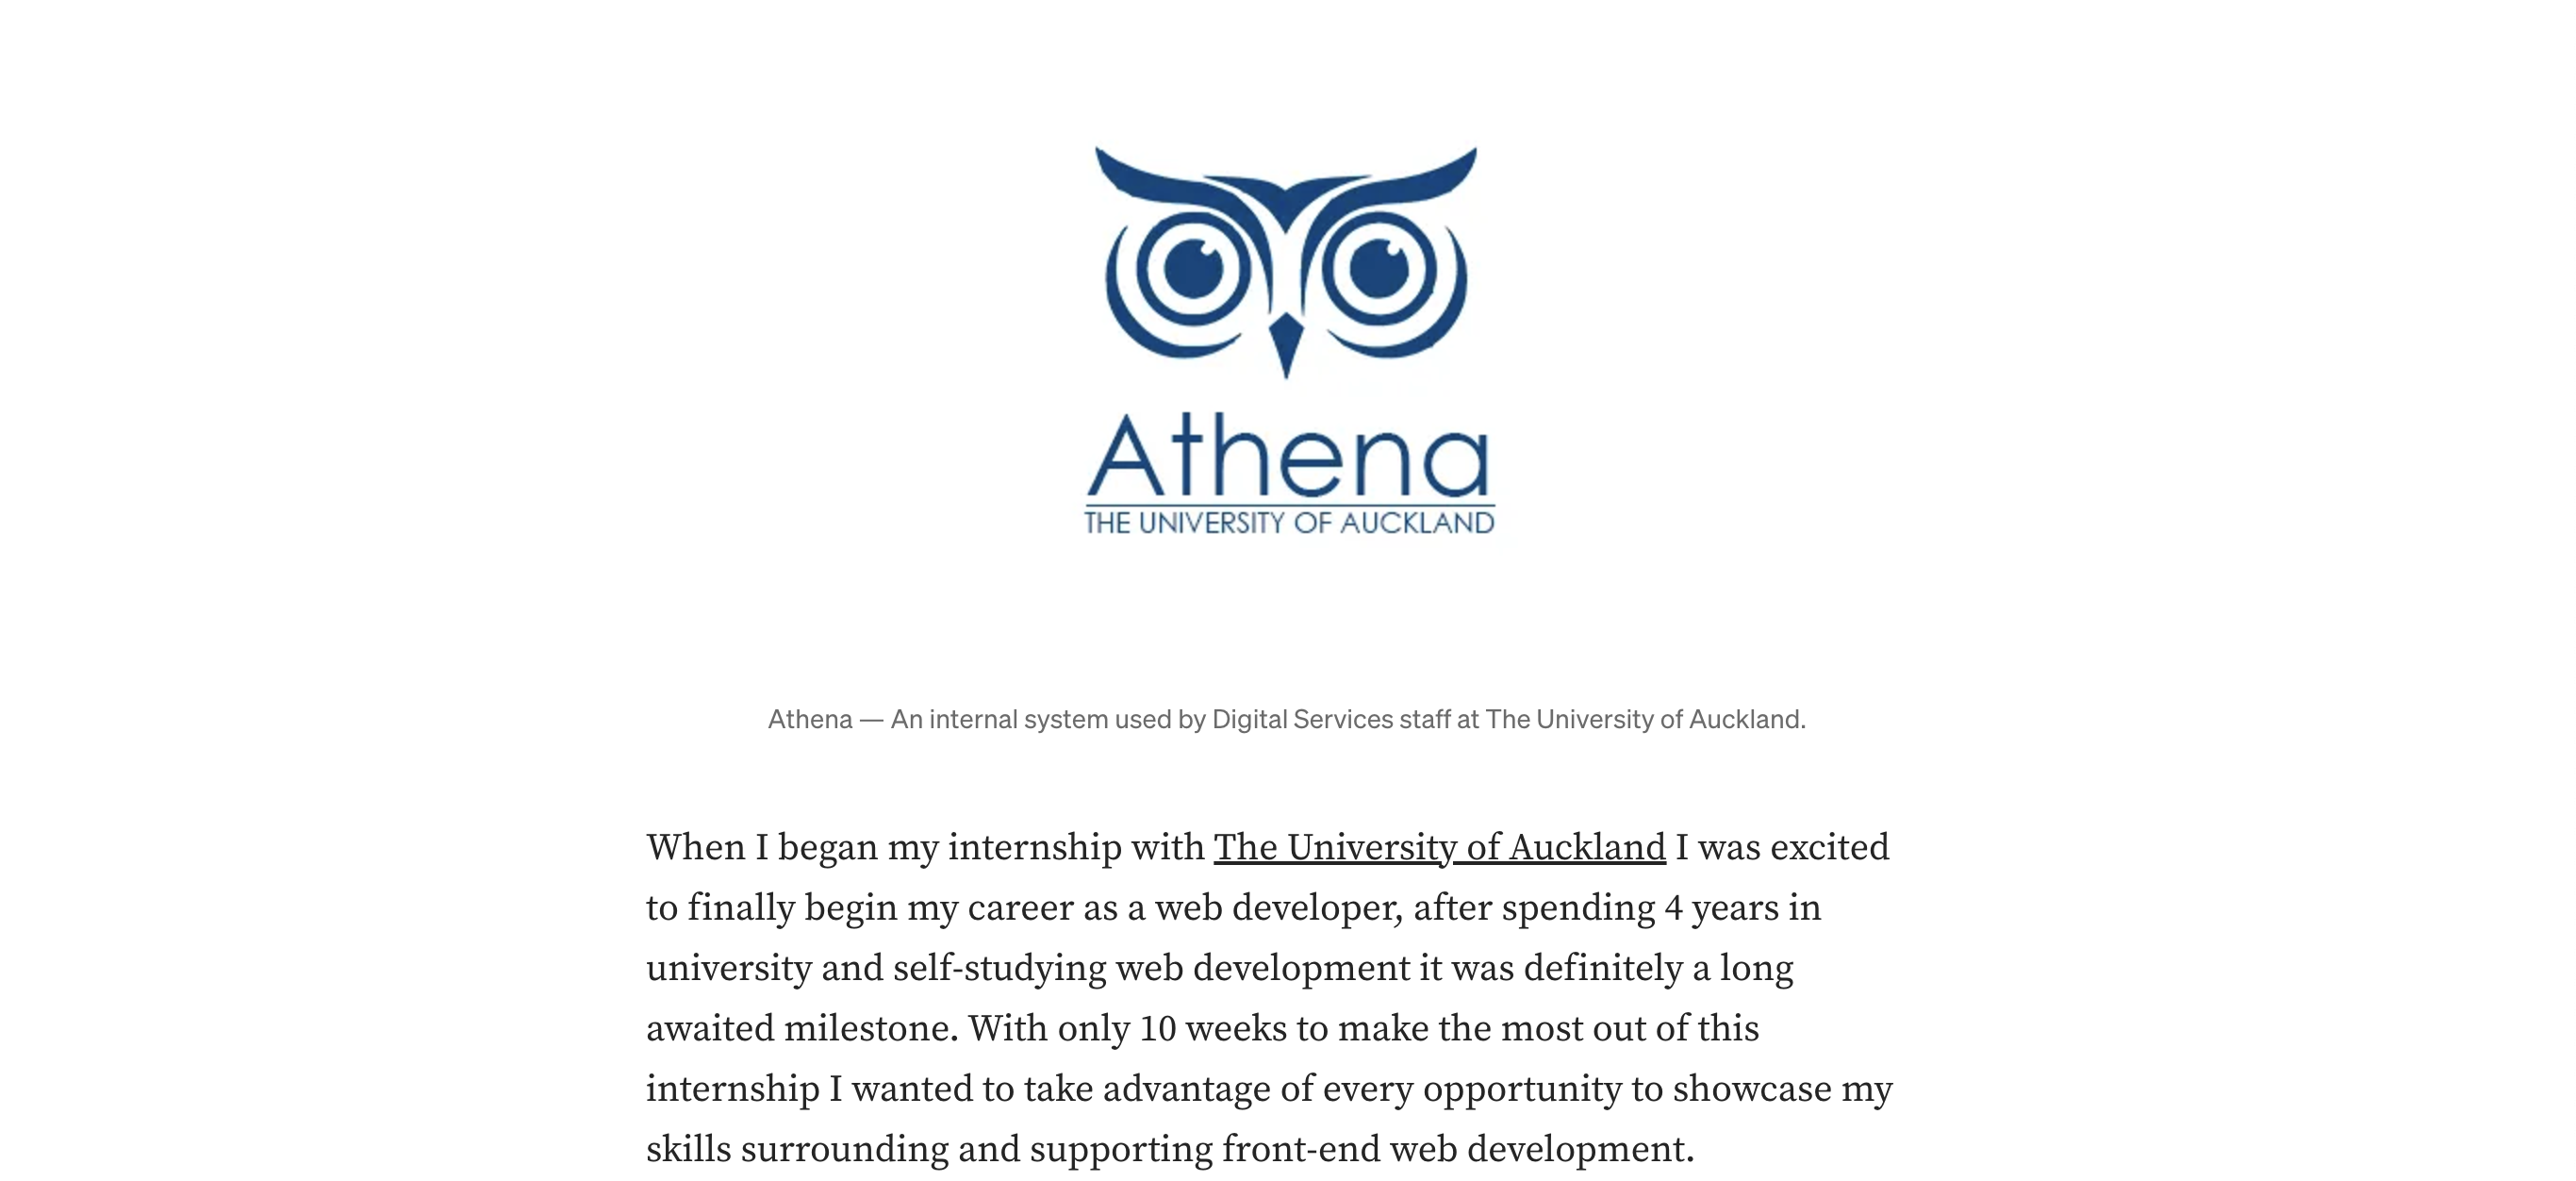 Athena
THE UNIVERSITY OF AUCKLAND
Athena — An internal system used by Digital Services staff at The University of Auckland.
When I began my internship with The University of Auckland I was excited
to finally begin my career as a web developer, after spending 4 years in
university and self-studying web development it was definitely a long
awaited milestone. With only 10 weeks to make the most out of this
internship I wanted to take advantage of every opportunity to showcase my
skills surrounding and supporting front-end web development.